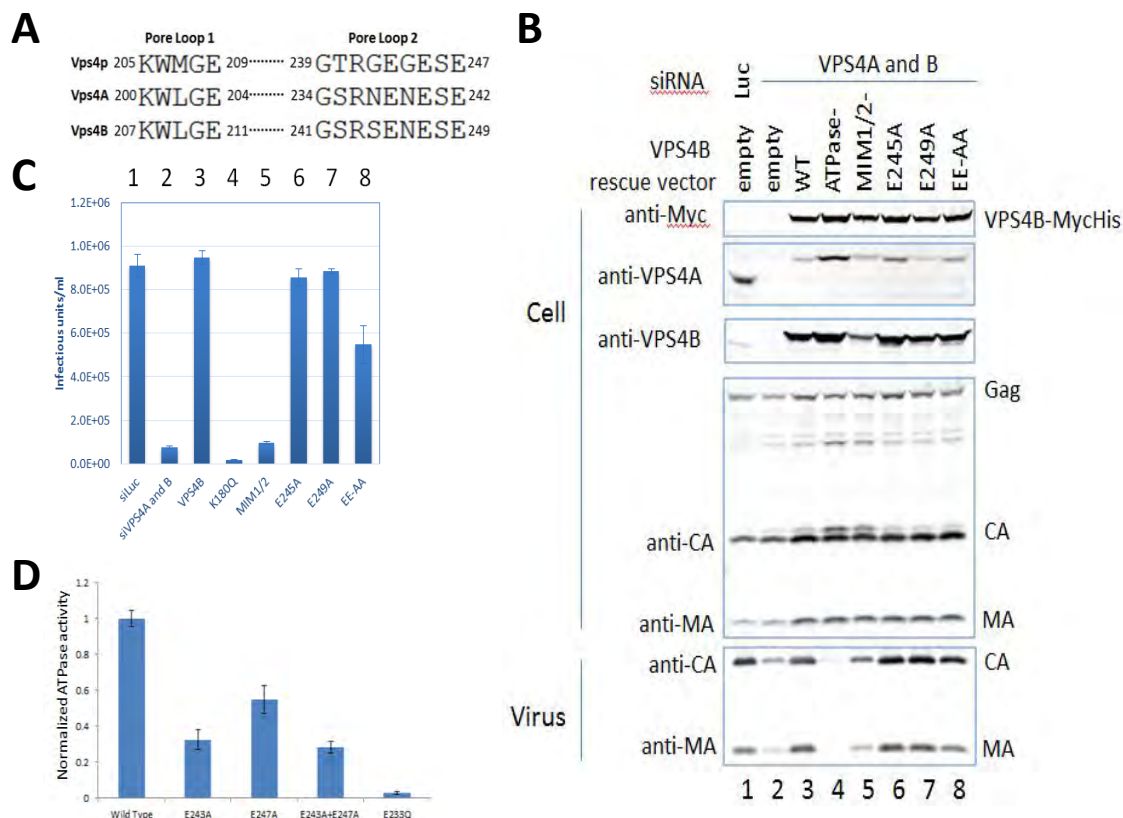 A
Pore Loop 1 Pore Loop 2
Vps4p 205 KWMGE 209 ········ 239 GTRGEGESE 247
Vps4A 200 KWLGE 204 ········ 234 GSRNENESE 242
Vps4B 207 KWLGE 211 ········ 241 GSRSENESE 249
C
1 2 3 4 5 6 7 8
Infectious units/ml
1.2E+06
1.0E+06
8.0E+05
6.0E+05
4.0E+05
2.0E+05
0.0E+00
siLuc
siVPS4A and B
VPS4B
K180Q
MIM1/2
E245A
E249A
EE-AA
D
Normalized ATPase activity
1.2
1
0.8
0.6
0.4
0.2
0
Wild Type E243A E247A E243A+E247A E233Q
B
siRNA
Luc
VPS4A and B
VPS4B
rescue vector
empty
empty
WT
ATPase-
MIM1/2-
E245A
E249A
EE-AA
Cell
anti-Myc
VPS4B-MycHis
anti-VPS4A
anti-VPS4B
Gag
anti-CA
CA
anti-MA
MA
Virus
anti-CA
CA
anti-MA
MA
1 2 3 4 5 6 7 8